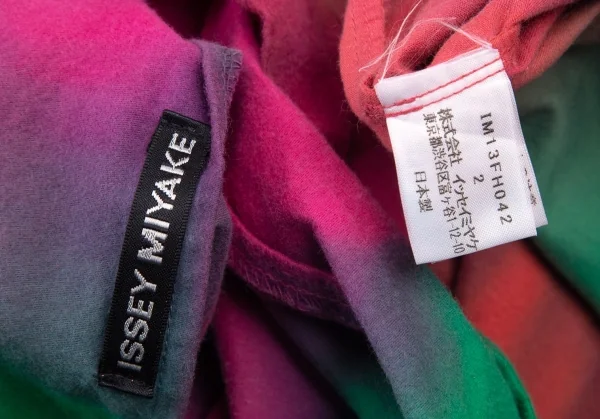 ISSEY MIYAKE
IM13FH042
2
株式会社 イッセイミヤケ
東京都渋谷区富ヶ谷1-12-10
日本製